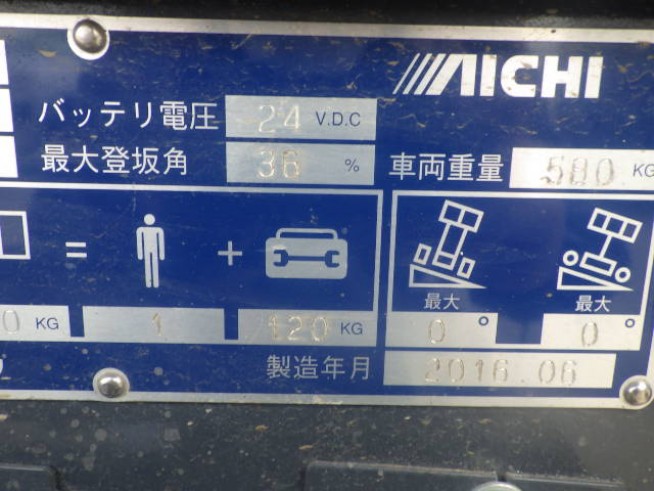 AICHI
バッテリ電圧 24 V.D.C
最大登坂角 36 %
車両重量 580 KG
= + 
最大 最大
0 KG 1 120 KG 0° 0°
製造年月 2016.06